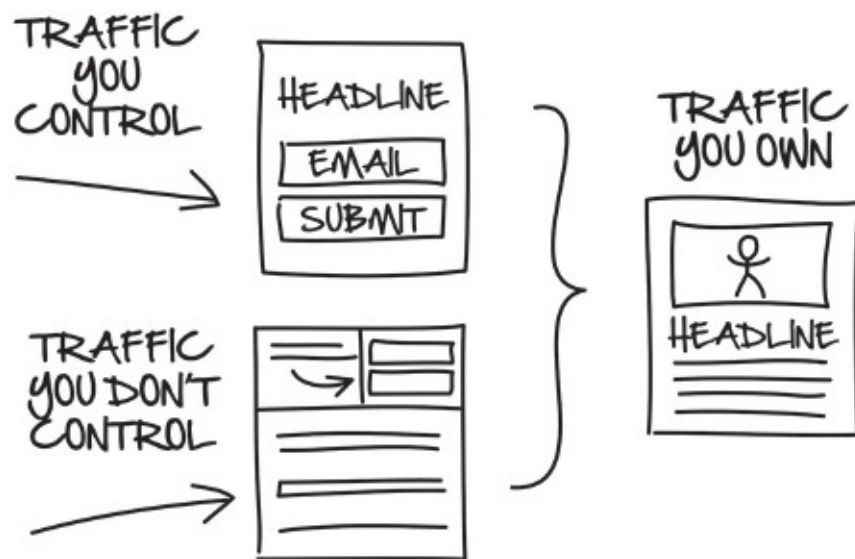 TRAFFIC
YOU
CONTROL
HEADLINE
EMAIL
SUBMIT
TRAFFIC
YOU DON'T
CONTROL
TRAFFIC
YOU OWN
HEADLINE